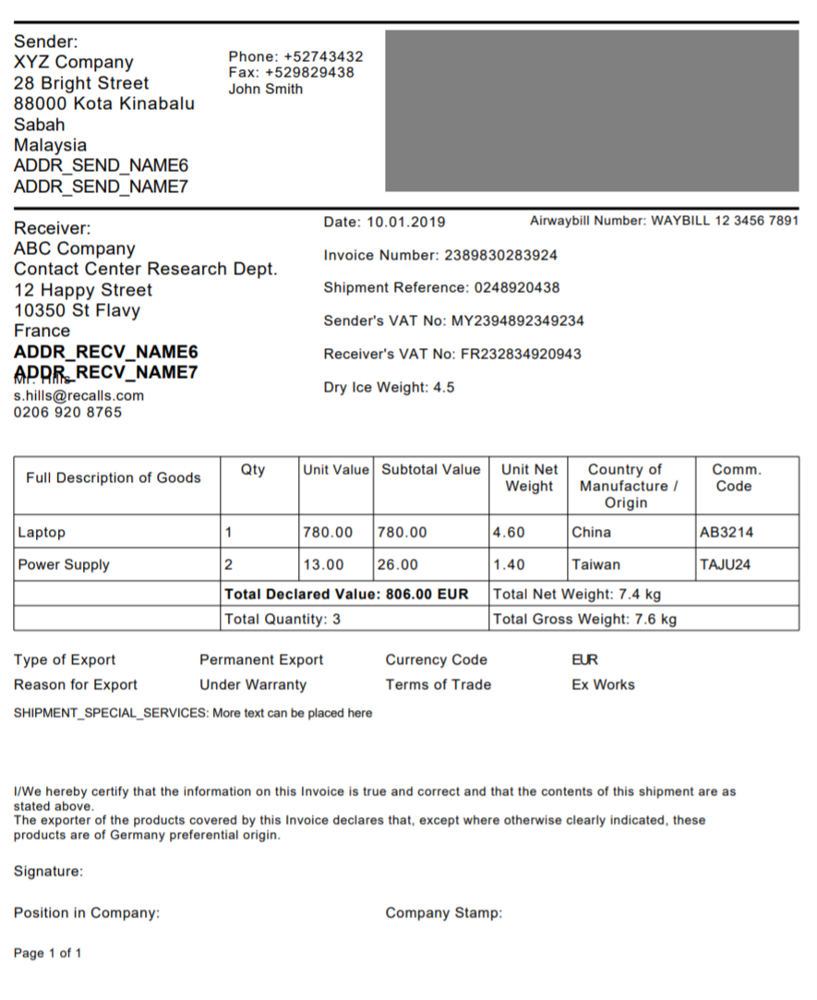 Sender:
XYZ Company
28 Bright Street
88000 Kota Kinabalu
Sabah
Malaysia
ADDR_SEND_NAME6
ADDR_SEND_NAME7
Phone: +52743432
Fax: +529829438
John Smith
Receiver:
ABC Company
Contact Center Research Dept.
12 Happy Street
10350 St Flavy
France
ADDR_RECV_NAME6
ADDR_RECV_NAME7
Mr. Hills
s.hills@recalls.com
0206 920 8765
Date: 10.01.2019
Airwaybill Number: WAYBILL 12 3456 7891
Invoice Number: 2389830283924
Shipment Reference: 0248920438
Sender's VAT No: MY2394892349234
Receiver's VAT No: FR232834920943
Dry Ice Weight: 4.5
Full Description of Goods
Qty
Unit Value
Subtotal Value
Unit Net
Weight
Country of
Manufacture /
Origin
Comm.
Code
Laptop 1 780.00 780.00 4.60 China AB3214
Power Supply 2 13.00 26.00 1.40 Taiwan TAJU24
Total Declared Value: 806.00 EUR Total Net Weight: 7.4 kg
Total Quantity: 3 Total Gross Weight: 7.6 kg
Type of Export Permanent Export Currency Code EUR
Reason for Export Under Warranty Terms of Trade Ex Works
SHIPMENT_SPECIAL_SERVICES: More text can be placed here
I/We hereby certify that the information on this Invoice is true and correct and that the contents of this shipment are as
stated above.
The exporter of the products covered by this Invoice declares that, except where otherwise clearly indicated, these
products are of Germany preferential origin.
Signature:
Position in Company: Company Stamp:
Page 1 of 1